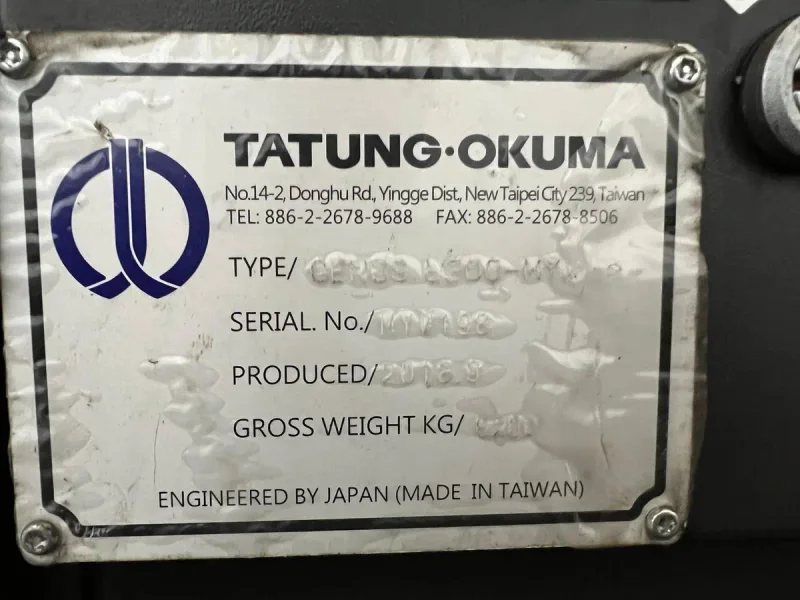 TATUNG·OKUMA
No.14-2, Donghu Rd., Yingge Dist., New Taipei City 239, Taiwan
TEL: 886-2-2678-9688 FAX: 886-2-2678-8506
TYPE/
SERIAL. No./
PRODUCED/
GROSS WEIGHT KG/
ENGINEERED BY JAPAN (MADE IN TAIWAN)